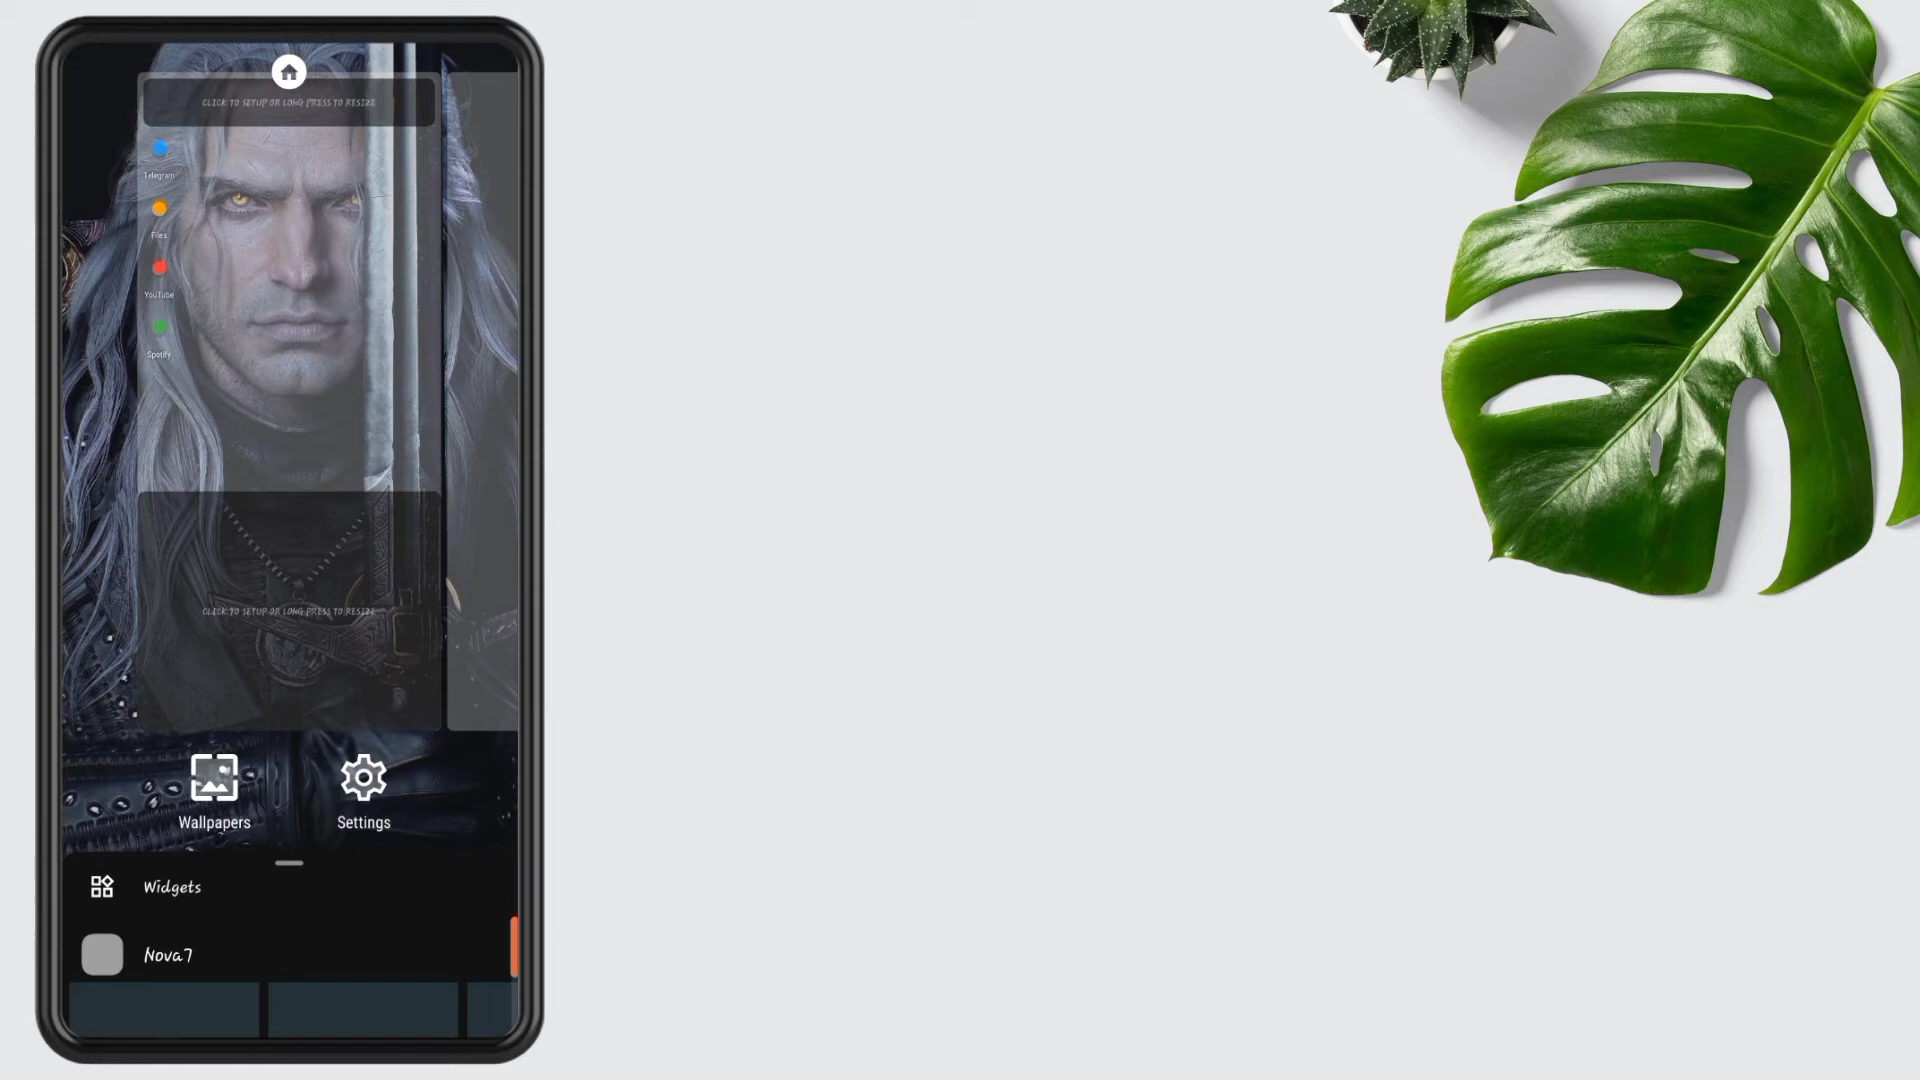 CLICK TO SETUP OR LONG PRESS TO RESIZE
Telegram
Files
YouTube
Spotify
CLICK TO SETUP OR LONG PRESS TO RESIZE
Wallpapers
Settings
Widgets
Nova7